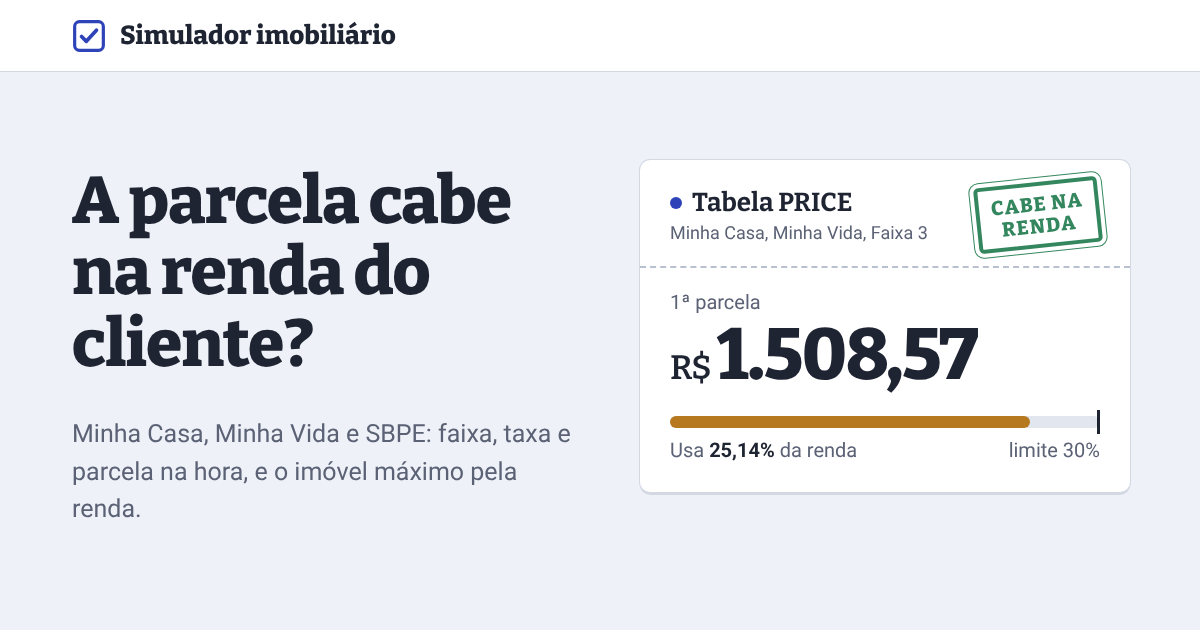 Simulador imobiliário
A parcela cabe
na renda do
cliente?
Minha Casa, Minha Vida e SBPE: faixa, taxa e
parcela na hora, e o imóvel máximo pela
renda.
Tabela PRICE
Minha Casa, Minha Vida, Faixa 3
CABE NA
RENDA
1ª parcela
R$ 1.508,57
Usa 25,14% da renda
limite 30%